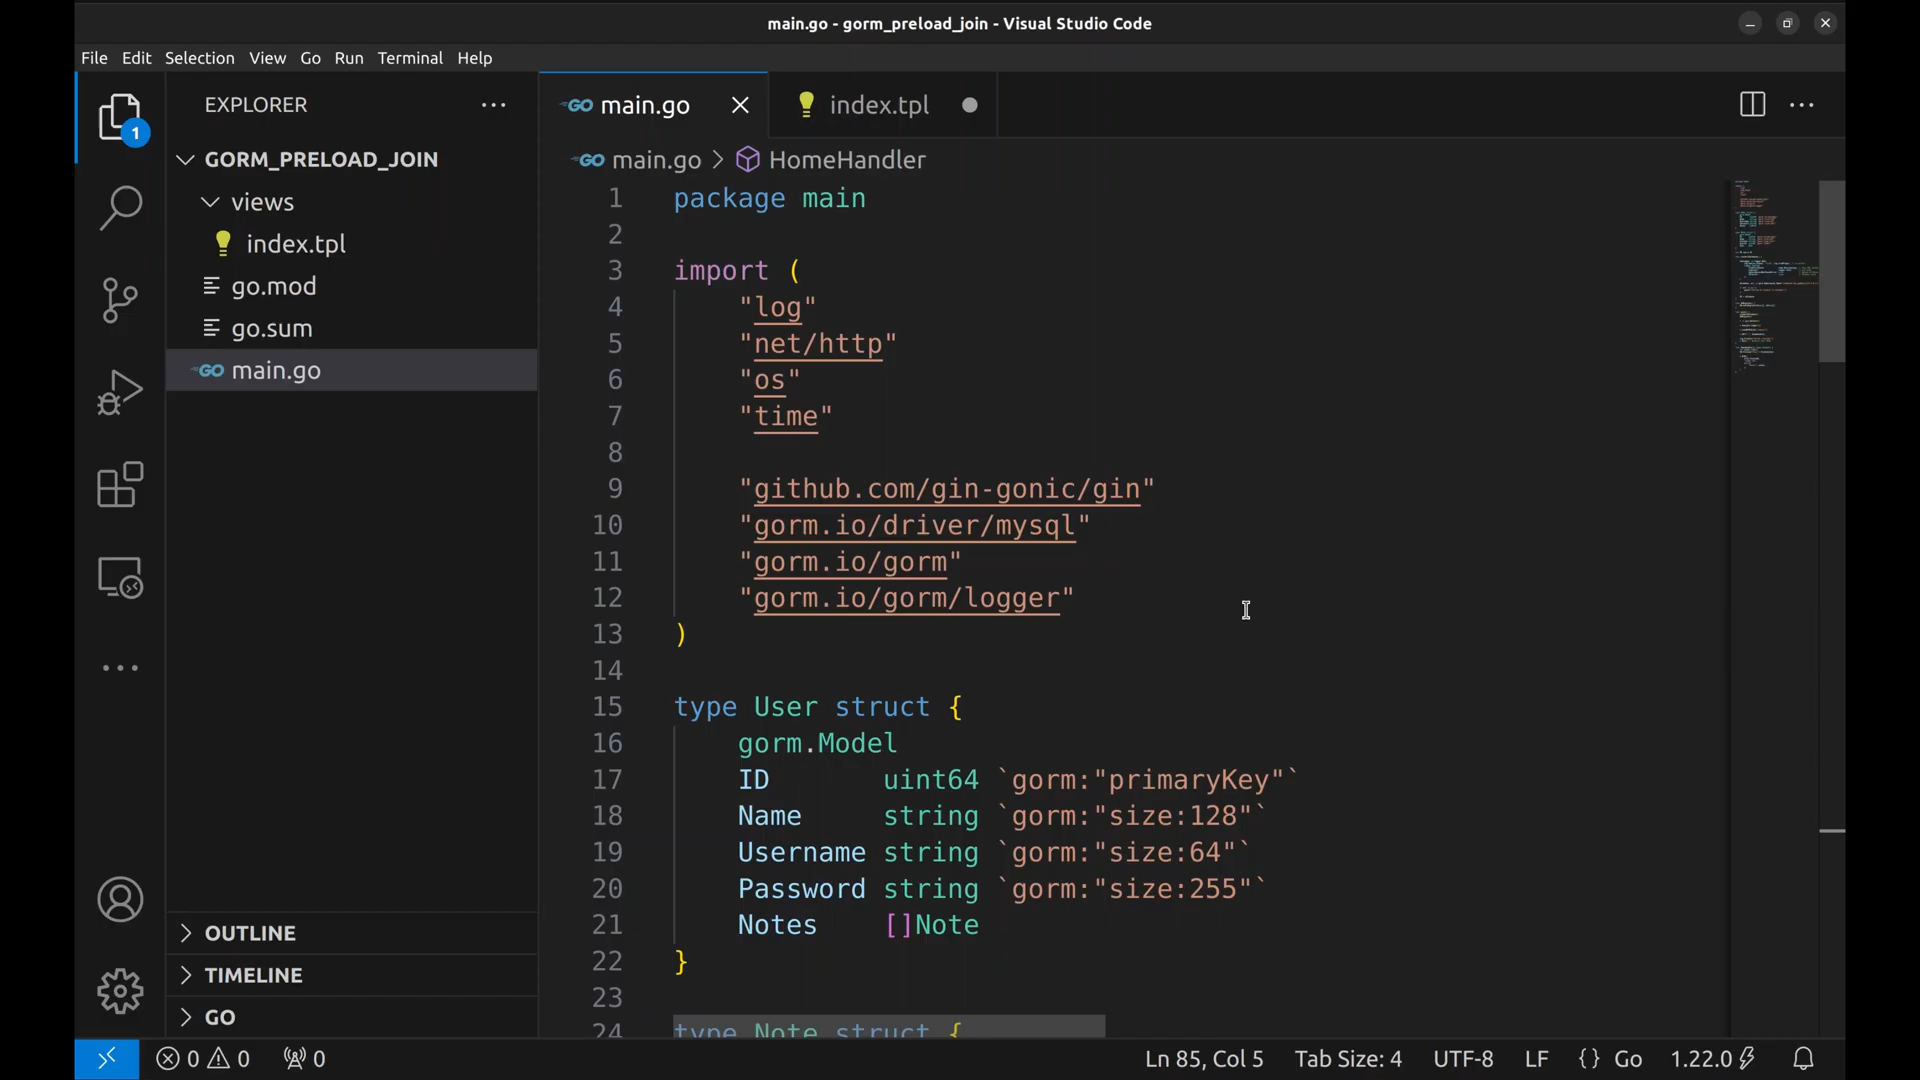 main.go - gorm_preload_join - Visual Studio Code
File Edit Selection View Go Run Terminal Help
EXPLORER
GORM_PRELOAD_JOIN
views
index.tpl
go.mod
go.sum
GO main.go
OUTLINE
TIMELINE
GO
GO main.go
index.tpl
GO main.go > HomeHandler
1 package main
2
3 import (
4 "log"
5 "net/http"
6 "os"
7 "time"
8
9 "github.com/gin-gonic/gin"
10 "gorm.io/driver/mysql"
11 "gorm.io/gorm"
12 "gorm.io/gorm/logger"
13 )
14
15 type User struct {
16 gorm.Model
17 ID uint64 `gorm:"primaryKey"`
18 Name string `gorm:"size:128"`
19 Username string `gorm:"size:64"`
20 Password string `gorm:"size:255"`
21 Notes []Note
22 }
23
24 type Note struct {
1
0 0 0
Ln 85, Col 5 Tab Size: 4 UTF-8 LF {} Go 1.22.0